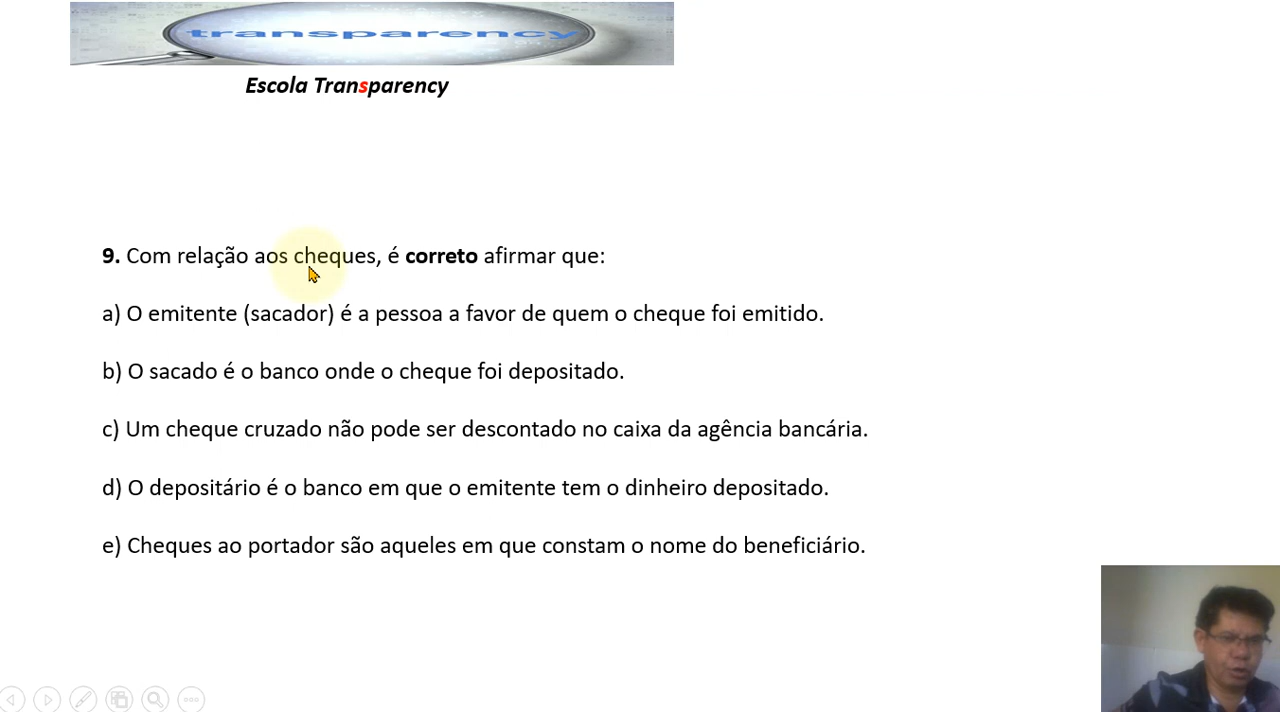 transparency
Escola Transparency
9. Com relação aos cheques, é correto afirmar que:
a) O emitente (sacador) é a pessoa a favor de quem o cheque foi emitido.
b) O sacado é o banco onde o cheque foi depositado.
c) Um cheque cruzado não pode ser descontado no caixa da agência bancária.
d) O depositário é o banco em que o emitente tem o dinheiro depositado.
e) Cheques ao portador são aqueles em que constam o nome do beneficiário.